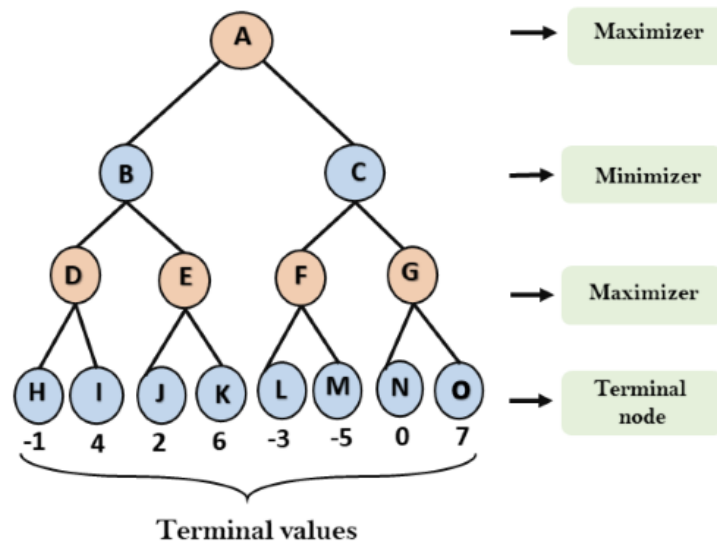 A
Maximizer
B
C
Minimizer
D
E
F
G
Maximizer
H
I
J
K
L
M
N
O
Terminal
node
-1
4
2
6
-3
-5
0
7
Terminal values